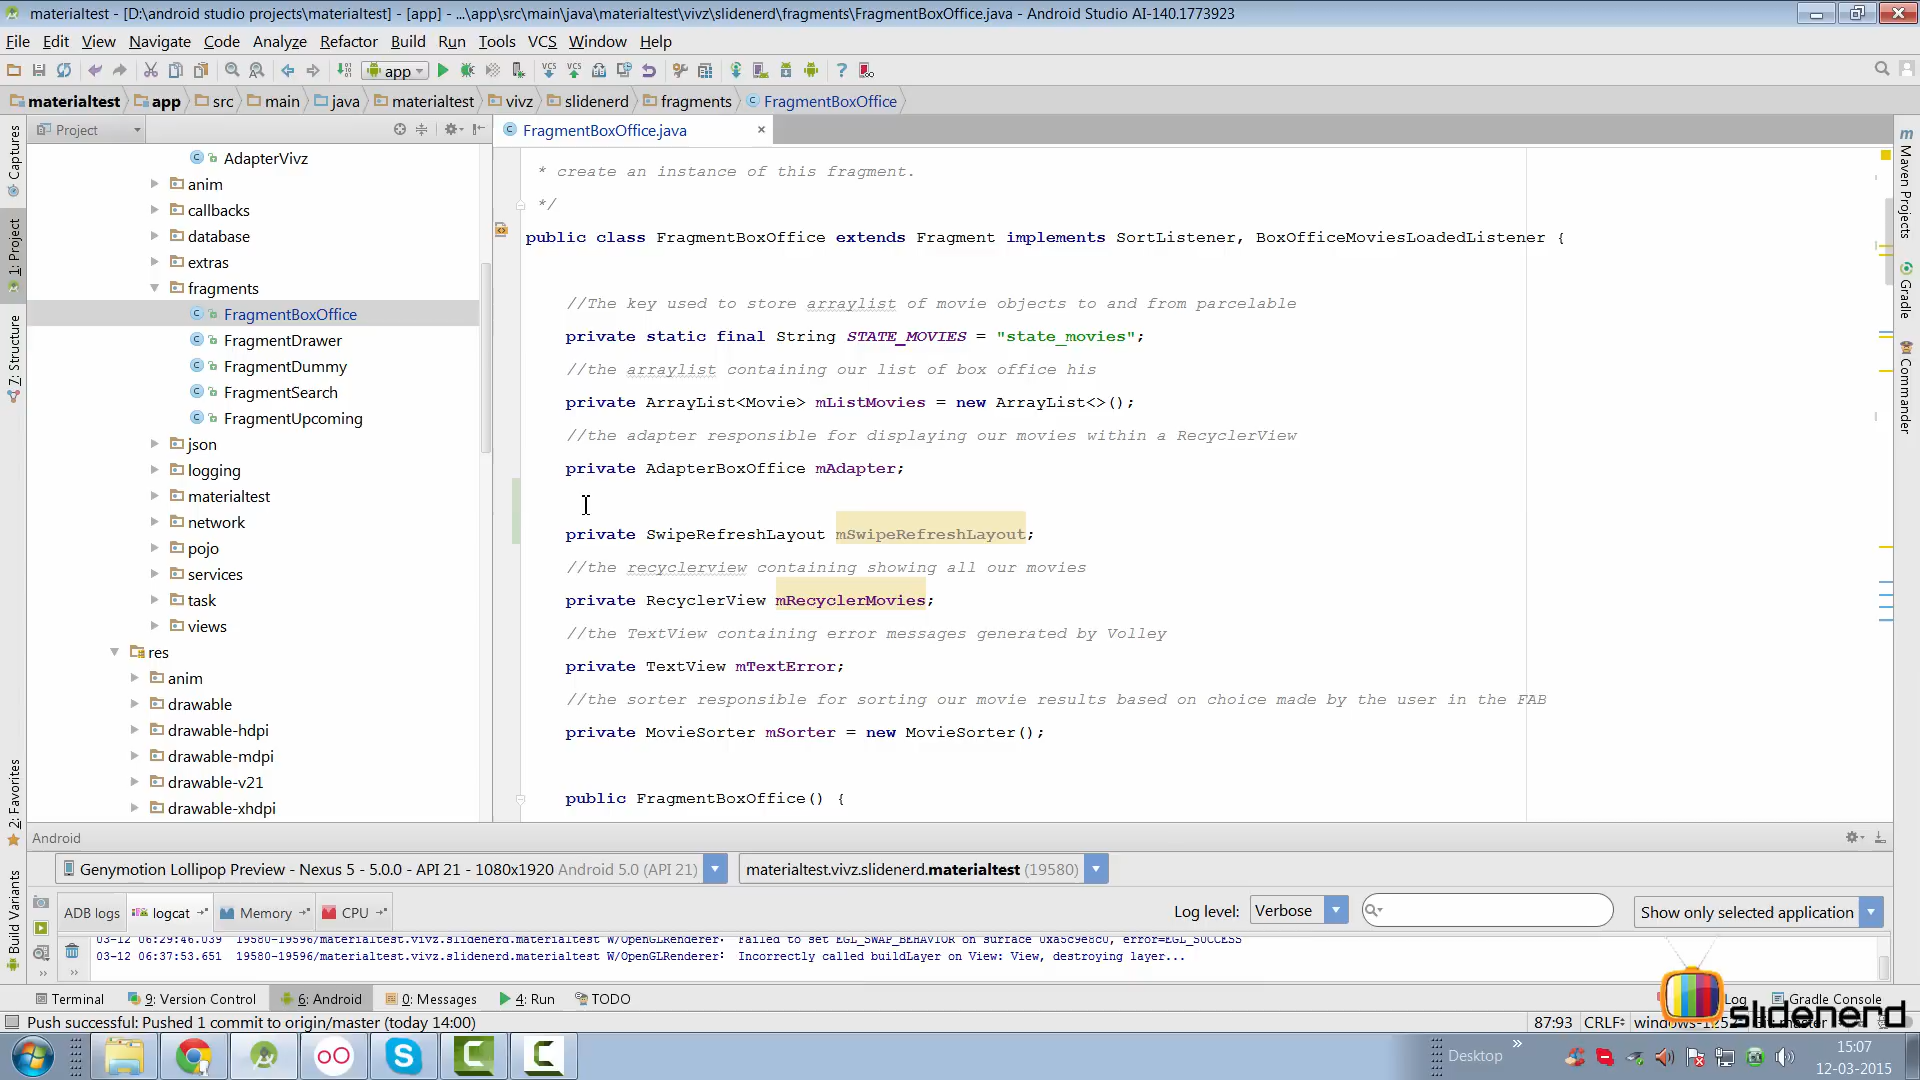 materialtest - [D:\android studio projects\materialtest] - [app] - ...\app\src\main\java\materialtest\vivz\slidenerd\fragments\FragmentBoxOffice.java - Android Studio AI-140.1773923
File Edit View Navigate Code Analyze Refactor Build Run Tools VCS Window Help
app
materialtest app src main java materialtest vivz slidenerd fragments FragmentBoxOffice
Project
FragmentBoxOffice.java
Captures
1: Project
7: Structure
2: Favorites
Build Variants
AdapterVivz
anim
callbacks
database
extras
fragments
FragmentBoxOffice
FragmentDrawer
FragmentDummy
FragmentSearch
FragmentUpcoming
json
logging
materialtest
network
pojo
services
task
views
res
anim
drawable
drawable-hdpi
drawable-mdpi
drawable-v21
drawable-xhdpi
* create an instance of this fragment.
*/
public class FragmentBoxOffice extends Fragment implements SortListener, BoxOfficeMoviesLoadedListener {
//The key used to store arraylist of movie objects to and from parcelable
private static final String STATE_MOVIES = "state_movies";
//the arraylist containing our list of box office his
private ArrayList<Movie> mListMovies = new ArrayList<>();
//the adapter responsible for displaying our movies within a RecyclerView
private AdapterBoxOffice mAdapter;
private SwipeRefreshLayout mSwipeRefreshLayout;
//the recyclerview containing showing all our movies
private RecyclerView mRecyclerMovies;
//the TextView containing error messages generated by Volley
private TextView mTextError;
//the sorter responsible for sorting our movie results based on choice made by the user in the FAB
private MovieSorter mSorter = new MovieSorter();
public FragmentBoxOffice() {
Maven Projects
Gradle
Commander
Android
Genymotion Lollipop Preview - Nexus 5 - 5.0.0 - API 21 - 1080x1920 Android 5.0 (API 21)
materialtest.vivz.slidenerd.materialtest (19580)
ADB logs logcat Memory CPU
Log level: Verbose
Show only selected application
03-12 06:29:46.039 19580-19596/materialtest.vivz.slidenerd.materialtest W/OpenGLRenderer: Failed to set EGL_SWAP_BEHAVIOR on surface 0xa5c9e8c0, error=EGL_SUCCESS
03-12 06:37:53.651 19580-19596/materialtest.vivz.slidenerd.materialtest W/OpenGLRenderer: Incorrectly called buildLayer on View: View, destroying layer...
Terminal 9: Version Control 6: Android 0: Messages 4: Run TODO Log Gradle Console
Push successful: Pushed 1 commit to origin/master (today 14:00)
87:93 CRLF
slidenerd
Desktop
15:07
12-03-2015